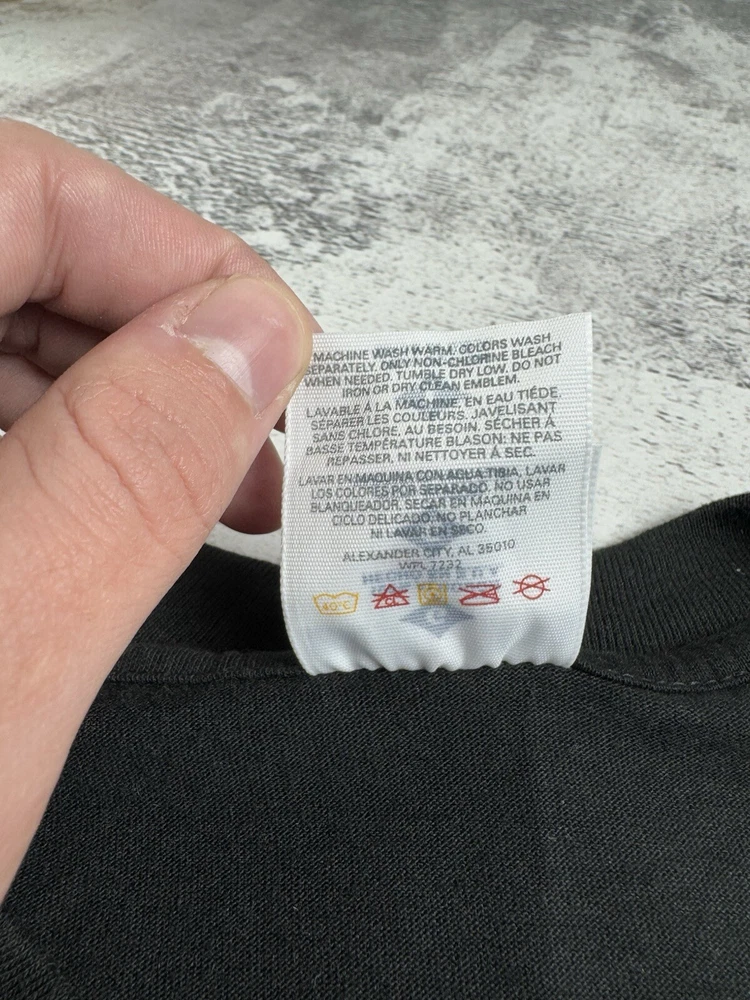 MACHINE WASH WARM. COLORS WASH
SEPARATELY. ONLY NON-CHLORINE BLEACH
WHEN NEEDED. TUMBLE DRY LOW. DO NOT
IRON OR DRY CLEAN EMBLEM.
LAVABLE À LA MACHINE EN EAU TIÉDE,
SÉPARER LES COULEURS. JAVELISANT
SANS CHLORE, AU BESOIN. SÉCHER À
BASSE TEMPÉRATURE BLASON: NE PAS
REPASSER, NI NETTOYER À SEC.
LAVAR EN MAQUINA CON AGUA TIBIA, LAVAR
LOS COLORES POR SEPARADO. NO USAR
BLANQUEADOR. SECAR EN MAQUINA EN
CICLO DELICADO. NO PLANCHAR
NI LAVAR EN SECO.
ALEXANDER CITY, AL 35010
WPL 7232
40°C CL